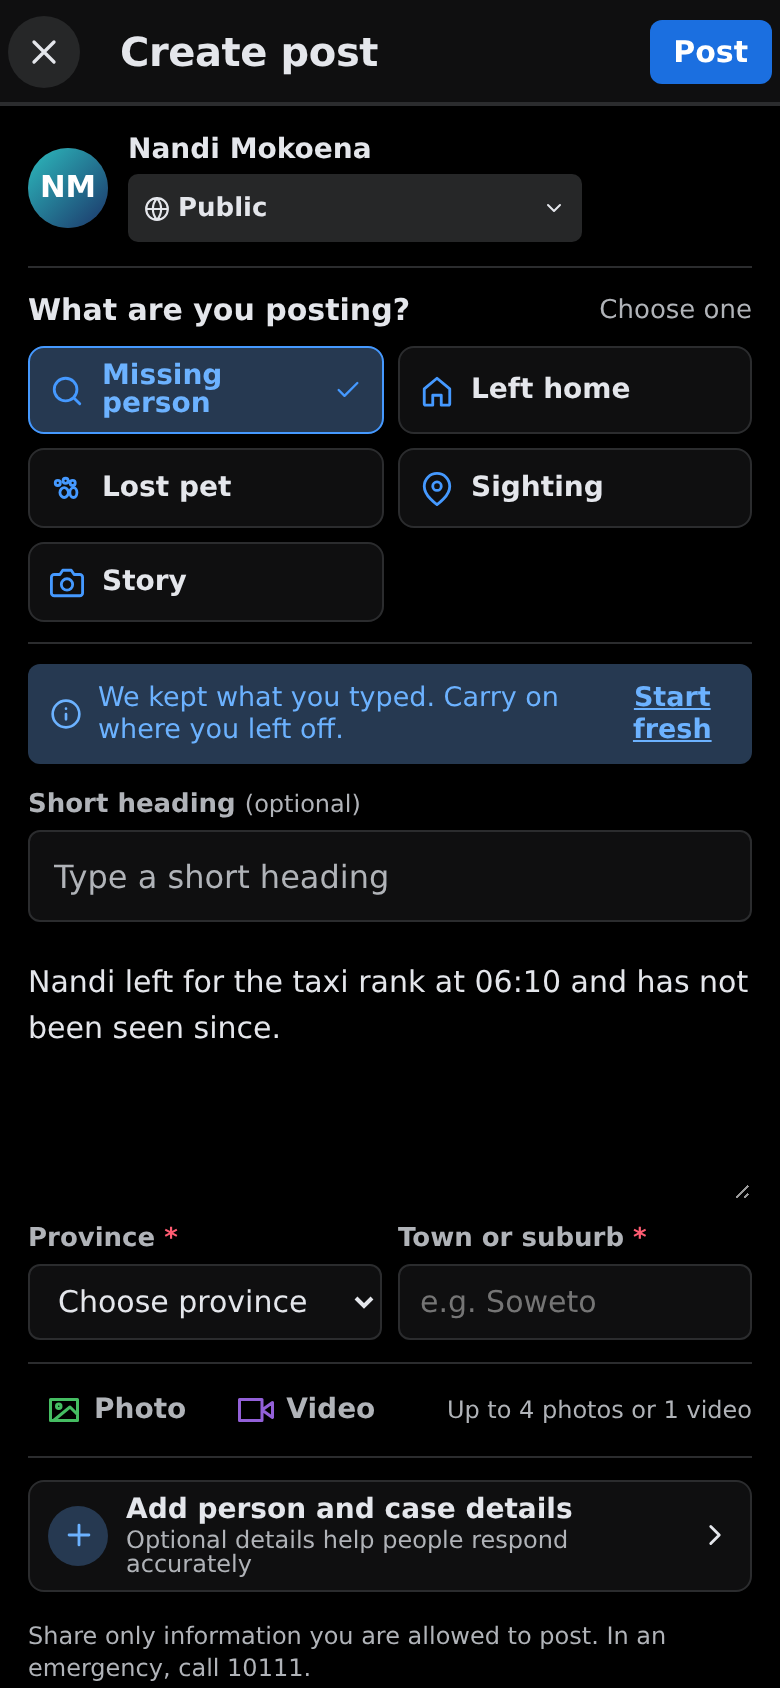 Create post
Post
NM
Nandi Mokoena
Public
What are you posting?
Choose one
Missing
person
Left home
Lost pet
Sighting
Story
We kept what you typed. Carry on
where you left off.
Start
fresh
Short heading (optional)
Type a short heading
Nandi left for the taxi rank at 06:10 and has not
been seen since.
Province *
Town or suburb *
Choose province
e.g. Soweto
Photo
Video
Up to 4 photos or 1 video
Add person and case details
Optional details help people respond
accurately
Share only information you are allowed to post. In an
emergency, call 10111.